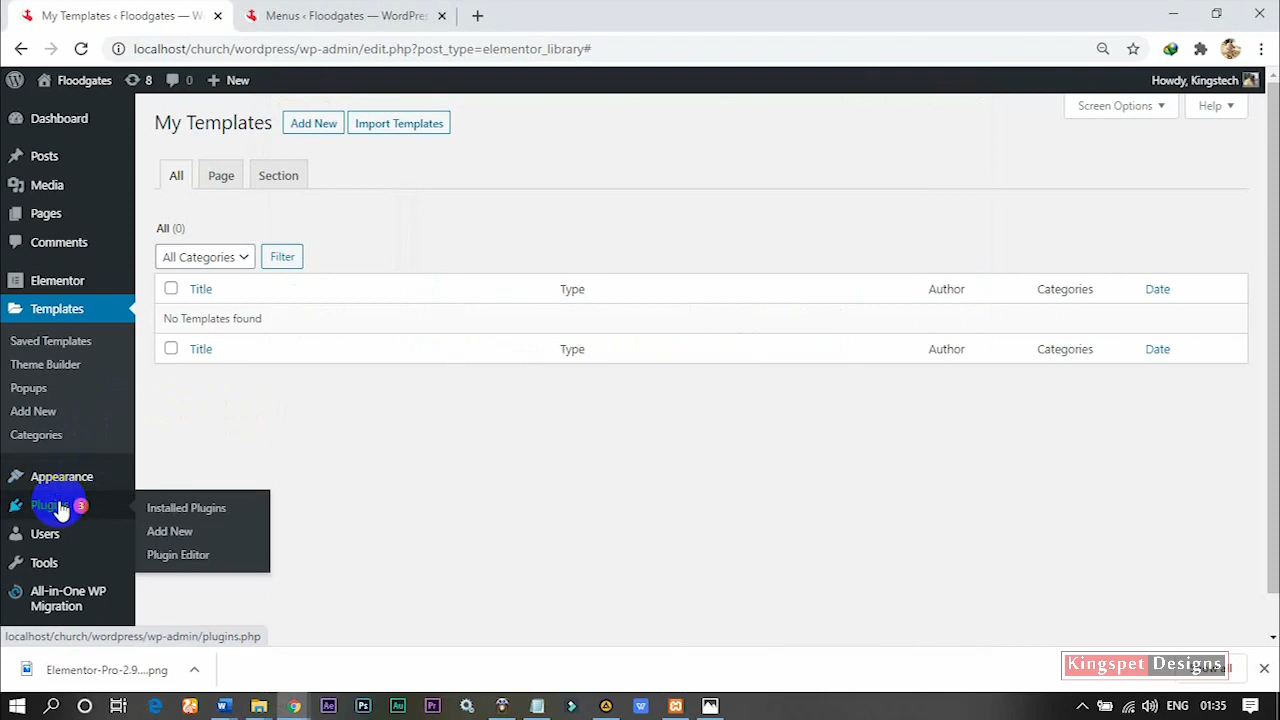 My Templates ‹ Floodgates — W
Menus ‹ Floodgates — WordPres
localhost/church/wordpress/wp-admin/edit.php?post_type=elementor_library#
Floodgates
8
0
New
Howdy, Kingstech
Dashboard
Posts
Media
Pages
Comments
Elementor
Templates
Saved Templates
Theme Builder
Popups
Add New
Categories
Appearance
Plugins 3
Users
Tools
All-in-One WP
Migration
My Templates
Add New
Import Templates
Screen Options
Help
All
Page
Section
All (0)
All Categories
Filter
Title
Type
Author
Categories
Date
No Templates found
Title
Type
Author
Categories
Date
Installed Plugins
Add New
Plugin Editor
localhost/church/wordpress/wp-admin/plugins.php
Elementor-Pro-2.9....png
Kingspet Designs
ENG
01:35